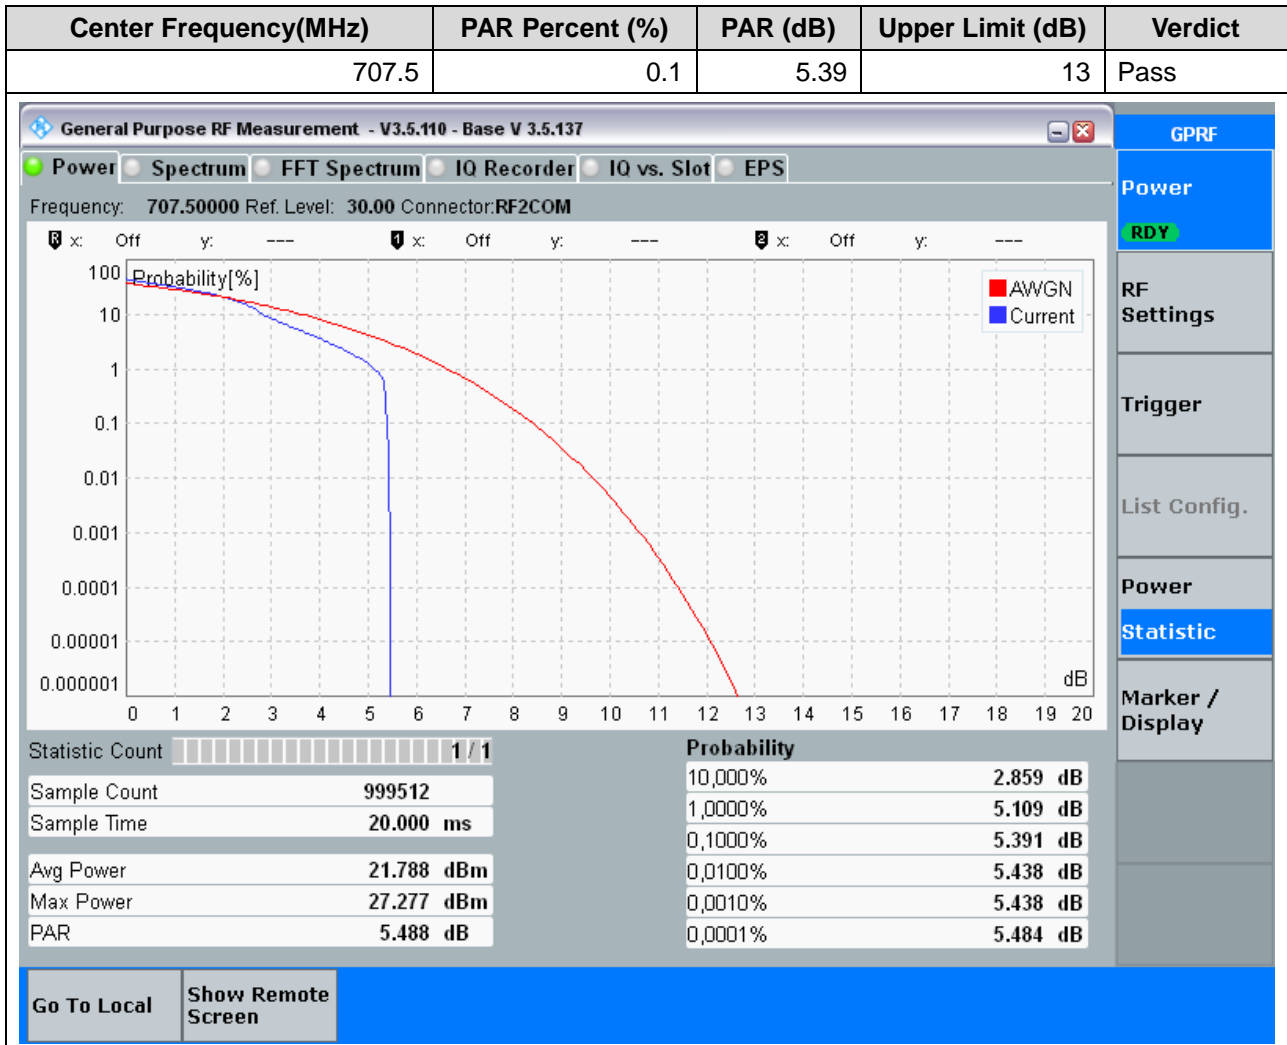 Center Frequency(MHz) PAR Percent (%) PAR (dB) Upper Limit (dB) Verdict
707.5 0.1 5.39 13 Pass
General Purpose RF Measurement - V3.5.110 - Base V 3.5.137
GPRF
Power Spectrum FFT Spectrum IQ Recorder IQ vs. Slot EPS
Power
RDY
Frequency: 707.50000 Ref. Level: 30.00 Connector:RF2COM
R x: Off y: --- 1 x: Off y: --- 2 x: Off y: ---
Probability[%]
100
10
1
0.1
0.01
0.001
0.0001
0.00001
0.000001
AWGN
Current
dB
0 1 2 3 4 5 6 7 8 9 10 11 12 13 14 15 16 17 18 19 20
RF
Settings
Trigger
List Config.
Power
Statistic
Marker /
Display
Statistic Count 1 / 1
Sample Count 999512
Sample Time 20.000 ms
Avg Power 21.788 dBm
Max Power 27.277 dBm
PAR 5.488 dB
Probability
10,000% 2.859 dB
1,0000% 5.109 dB
0,1000% 5.391 dB
0,0100% 5.438 dB
0,0010% 5.438 dB
0,0001% 5.484 dB
Go To Local
Show Remote
Screen